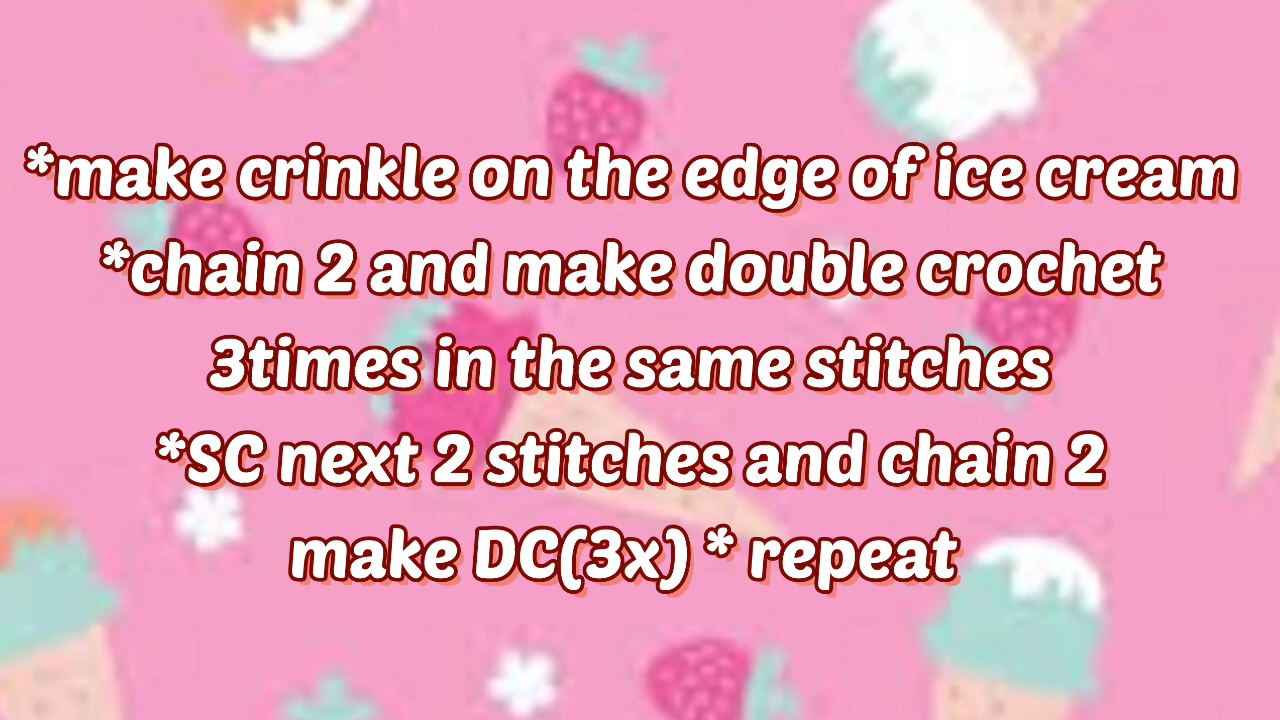 *make crinkle on the edge of ice cream
*chain 2 and make double crochet
3times in the same stitches
*SC next 2 stitches and chain 2
make DC(3x) * repeat